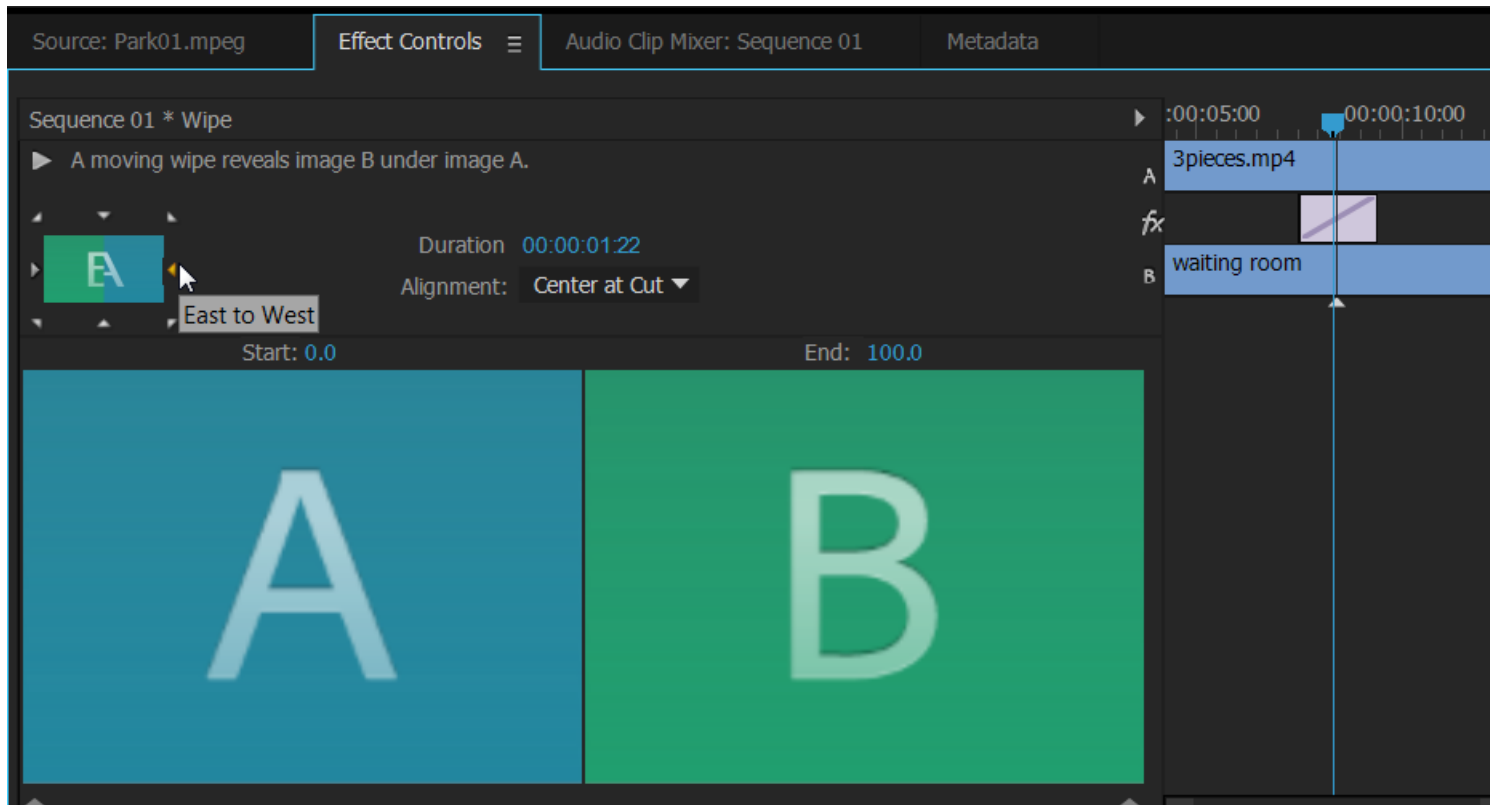 Source: Park01.mpeg Effect Controls Audio Clip Mixer: Sequence 01 Metadata
Sequence 01 * Wipe
:00:05:00 00:00:10:00
A moving wipe reveals image B under image A.
A 3pieces.mp4
fx
B waiting room
EA
Duration 00:00:01:22
Alignment: Center at Cut
East to West
Start: 0.0 End: 100.0
A B